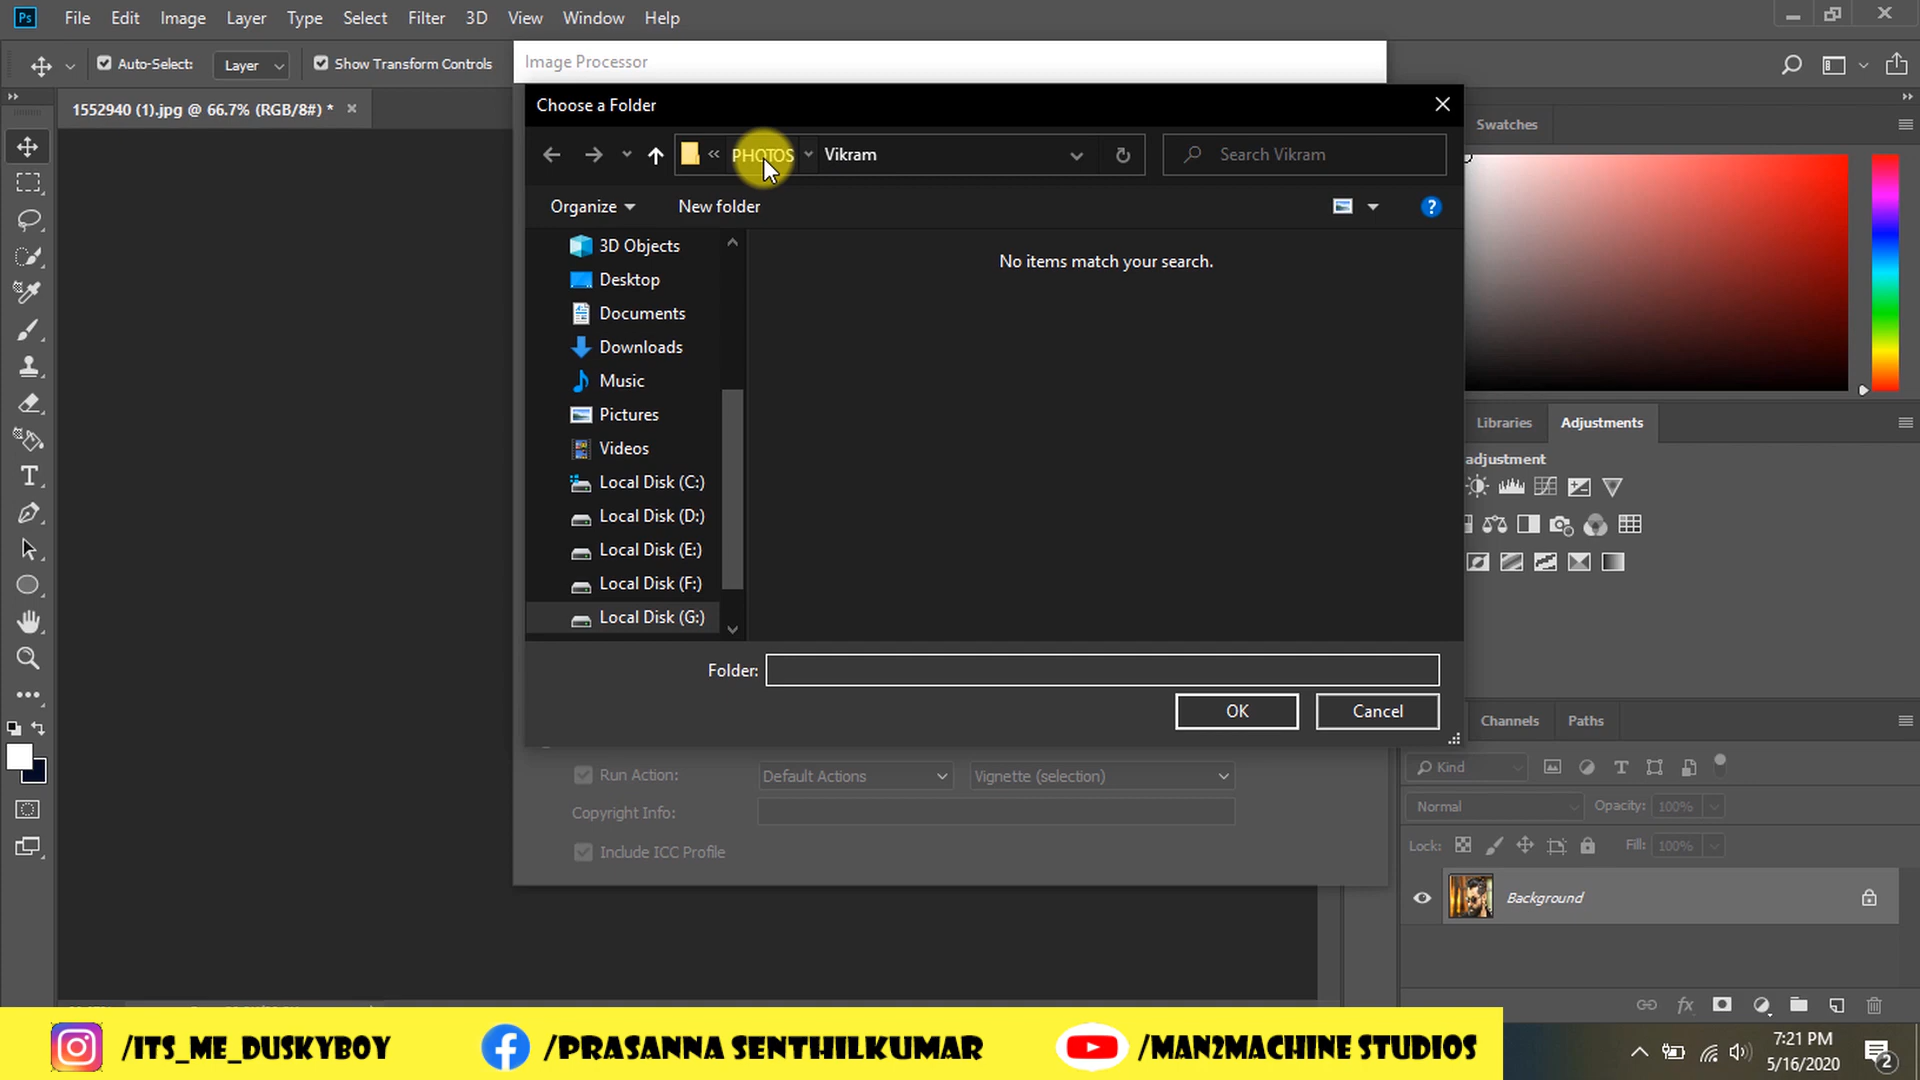 Ps File Edit Image Layer Type Select Filter 3D View Window Help
Auto-Select: Layer Show Transform Controls
Image Processor
1552940 (1).jpg @ 66.7% (RGB/8#) *
Choose a Folder
PHOTOS Vikram
Search Vikram
Organize
New folder
3D Objects
Desktop
Documents
Downloads
Music
Pictures
Videos
Local Disk (C:)
Local Disk (D:)
Local Disk (E:)
Local Disk (F:)
Local Disk (G:)
No items match your search.
Folder:
OK Cancel
Run Action: Default Actions Vignette (selection)
Copyright Info:
Include ICC Profile
Swatches
Libraries Adjustments
adjustment
Channels Paths
Kind
Normal Opacity: 100%
Lock: Fill: 100%
Background
/ITS_ME_DUSKYBOY /PRASANNA SENTHILKUMAR /MAN2MACHINE STUDIOS
7:21 PM
5/16/2020
2